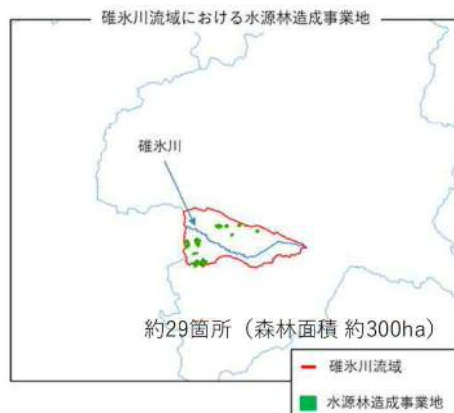 碓氷川流域における水源林造成事業地
碓氷川
約29箇所（森林面積 約300ha）
碓氷川流域
水源林造成事業地